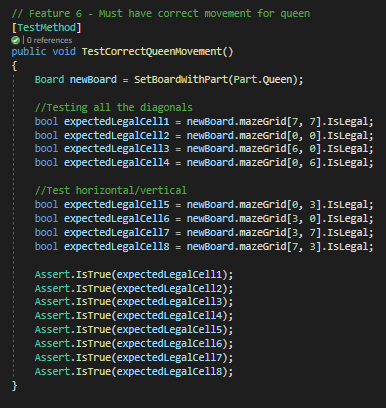 // Feature 6 - Must have correct movement for queen
[TestMethod]
| 0 references
public void TestCorrectQueenMovement()
{
Board newBoard = SetBoardWithPart(Part.Queen);
//Testing all the diagonals
bool expectedLegalCell1 = newBoard.mazeGrid[7, 7].IsLegal;
bool expectedLegalCell2 = newBoard.mazeGrid[0, 0].IsLegal;
bool expectedLegalCell3 = newBoard.mazeGrid[6, 0].IsLegal;
bool expectedLegalCell4 = newBoard.mazeGrid[0, 6].IsLegal;
//Test horizontal/vertical
bool expectedLegalCell5 = newBoard.mazeGrid[0, 3].IsLegal;
bool expectedLegalCell6 = newBoard.mazeGrid[3, 0].IsLegal;
bool expectedLegalCell7 = newBoard.mazeGrid[3, 7].IsLegal;
bool expectedLegalCell8 = newBoard.mazeGrid[7, 3].IsLegal;
Assert.IsTrue(expectedLegalCell1);
Assert.IsTrue(expectedLegalCell2);
Assert.IsTrue(expectedLegalCell3);
Assert.IsTrue(expectedLegalCell4);
Assert.IsTrue(expectedLegalCell5);
Assert.IsTrue(expectedLegalCell6);
Assert.IsTrue(expectedLegalCell7);
Assert.IsTrue(expectedLegalCell8);
}